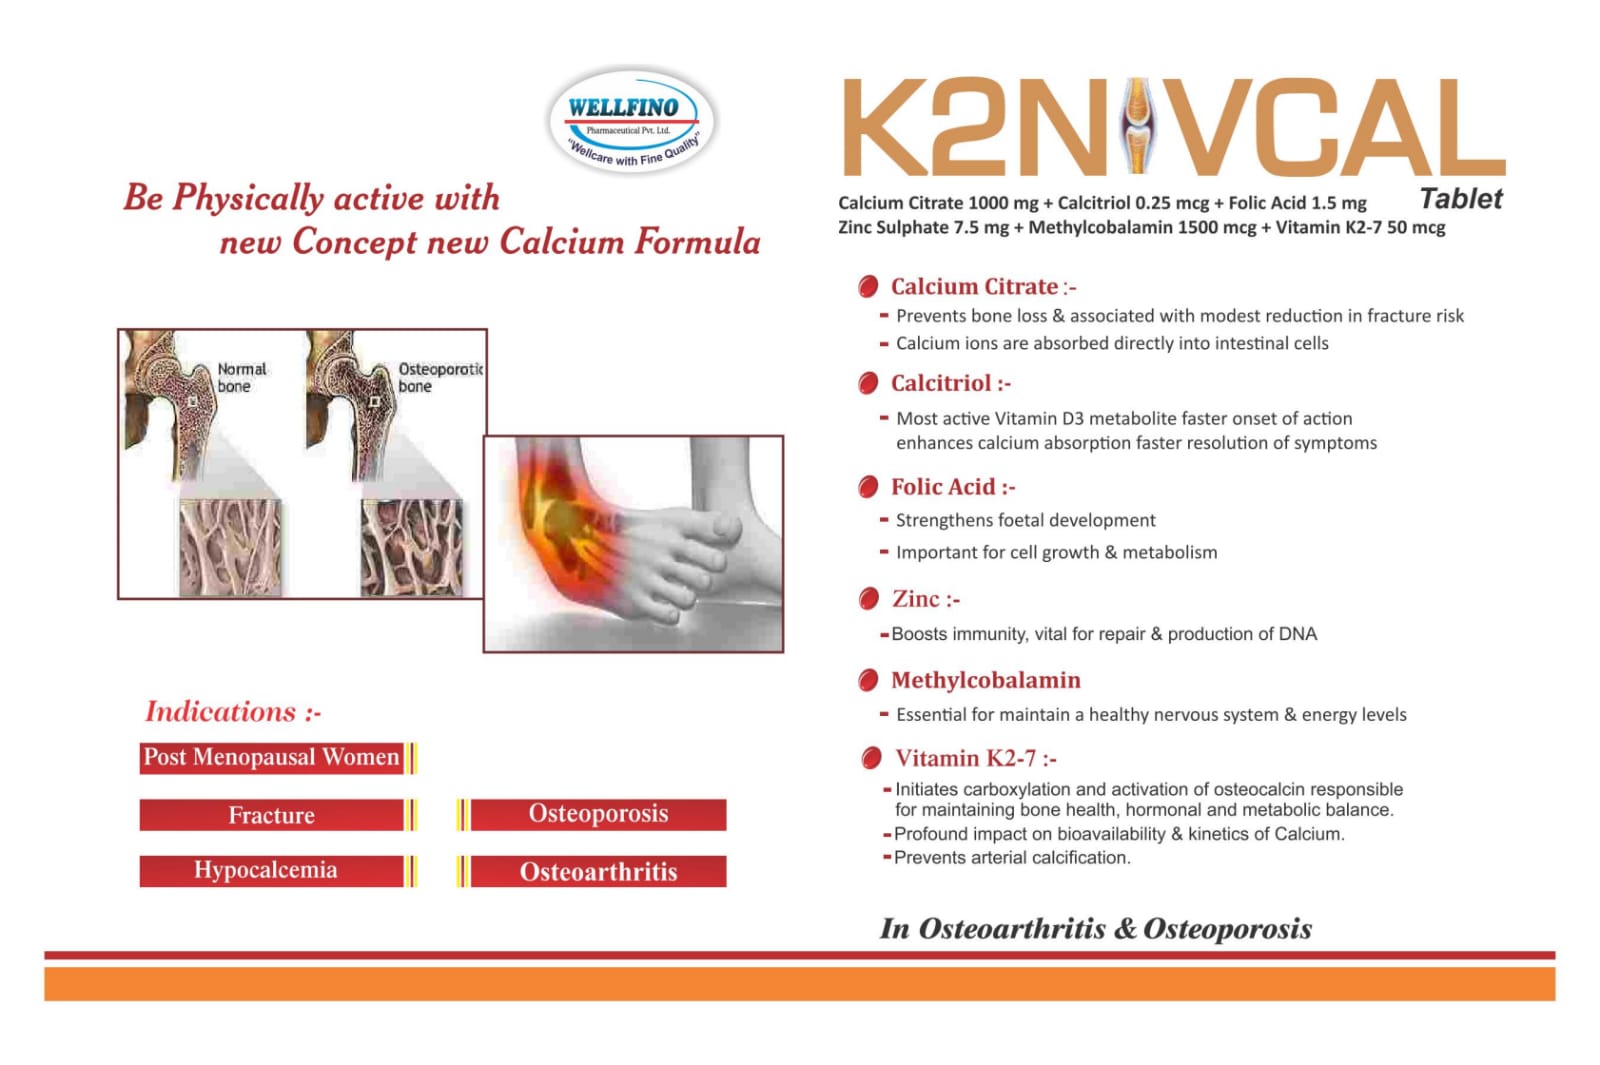 WELLFINO
Pharmaceutical Pvt. Ltd.
"Wellcare with Fine Quality"
Be Physically active with
new Concept new Calcium Formula
Normal
bone
Osteoporotic
bone
Indications :-
Post Menopausal Women
Fracture
Osteoporosis
Hypocalcemia
Osteoarthritis
K2NIVCAL
Tablet
Calcium Citrate 1000 mg + Calcitriol 0.25 mcg + Folic Acid 1.5 mg
Zinc Sulphate 7.5 mg + Methylcobalamin 1500 mcg + Vitamin K2-7 50 mcg
Calcium Citrate :-
- Prevents bone loss & associated with modest reduction in fracture risk
- Calcium ions are absorbed directly into intestinal cells
Calcitriol :-
- Most active Vitamin D3 metabolite faster onset of action
enhances calcium absorption faster resolution of symptoms
Folic Acid :-
- Strengthens foetal development
- Important for cell growth & metabolism
Zinc :-
-Boosts immunity, vital for repair & production of DNA
Methylcobalamin
- Essential for maintain a healthy nervous system & energy levels
Vitamin K2-7 :-
-Initiates carboxylation and activation of osteocalcin responsible
for maintaining bone health, hormonal and metabolic balance.
-Profound impact on bioavailability & kinetics of Calcium.
-Prevents arterial calcification.
In Osteoarthritis & Osteoporosis